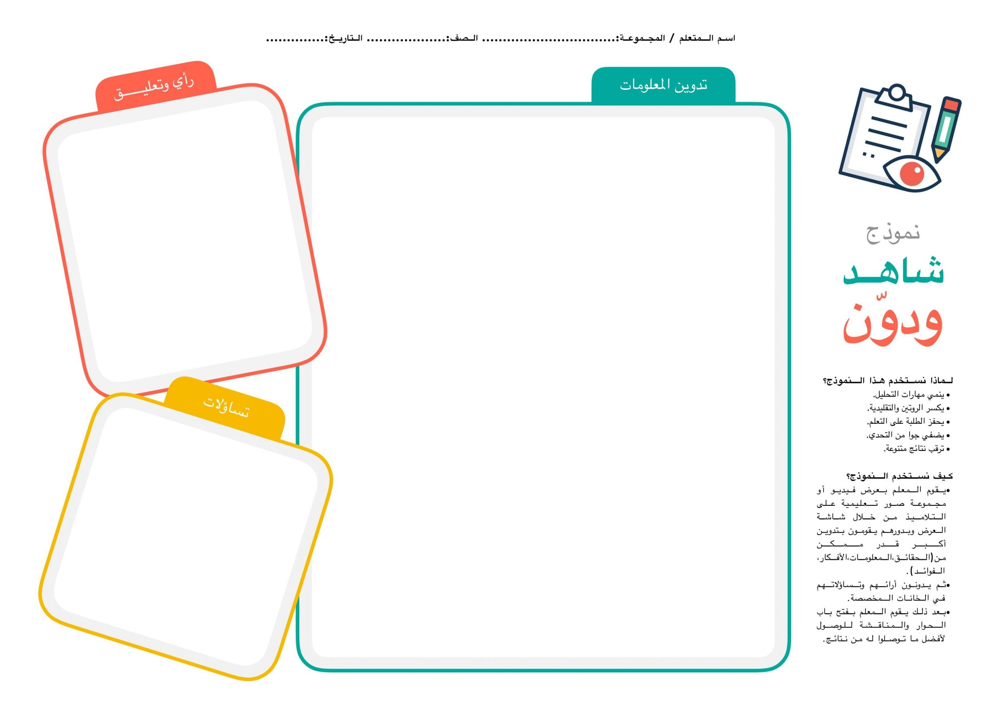 اسم المتعلم / المجموعة:................................ الصف:................... التاريخ:..............
تدوين المعلومات
رأي وتعليق
تساؤلات
نموذج
شاهد
ودوّن
لماذا نستخدم هذا النموذج؟
• ينمي مهارات التحليل.
• يكسر الروتين والتقليدية.
• يحفز الطلبة على التعلم.
• يضفي جوا من التحدي.
• ترقب نتائج متنوعة.
كيف نستخدم النموذج؟
•يقوم المعلم بعرض فيديو أو
مجموعة صور تعليمية على
التلاميذ من خلال شاشة
العرض وبدورهم يقومون بتدوين
أكبر قدر ممكن
من(الحقائق،المعلومات،الأفكار،
الفوائد).
•ثم يدونون أرائهم وتساؤلاتهم
في الخانات المخصصة.
•بعد ذلك يقوم المعلم بفتح باب
الحوار والمناقشة للوصول
لأفضل ما توصلوا له من نتائج.